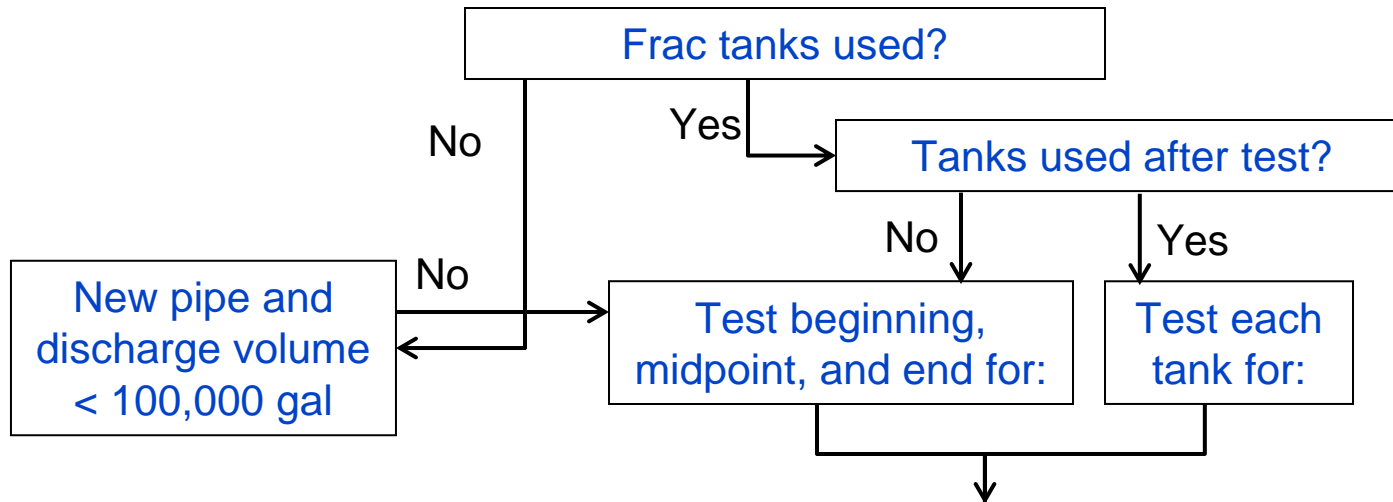 Frac tanks used?
No
Yes
Tanks used after test?
No
Yes
No
New pipe and
discharge volume
< 100,000 gal
Test beginning,
midpoint, and end for:
Test each
tank for: